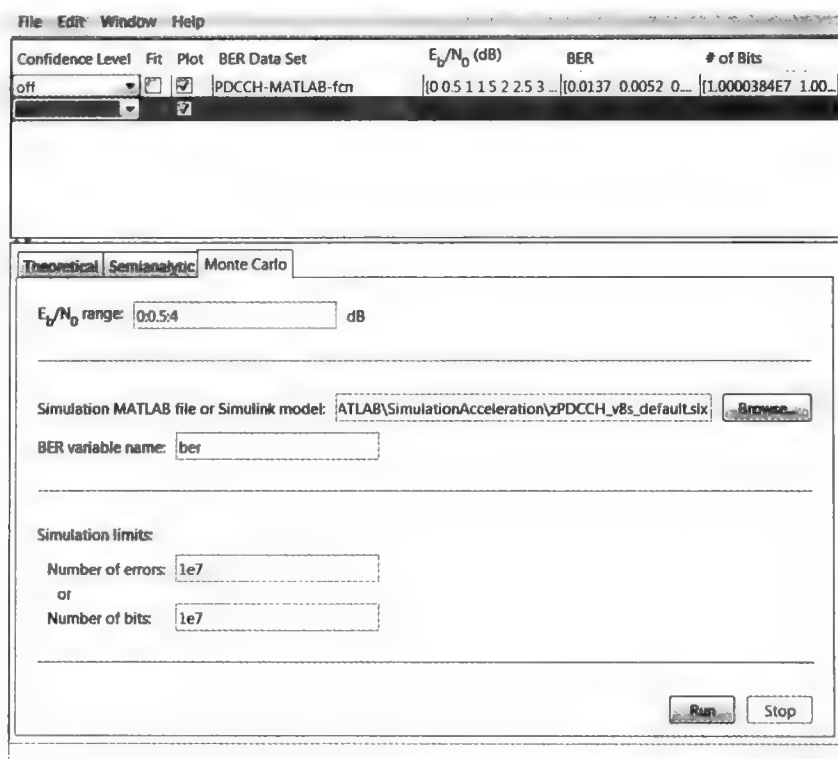 File Edit Window Help
Confidence Level Fit Plot BER Data Set Eb/N0 (dB) BER # of Bits
off PDCCH-MATLAB-fcn [0 0.5 1 1.5 2 2.5 3 ... [0.0137 0.0052 0.... [1.0000384E7 1.00...
Theoretical Semianalytic Monte Carlo
Eb/N0 range: 0:0.5:4 dB
Simulation MATLAB file or Simulink model: ATLAB\SimulationAcceleration\zPDCCH_v8s_default.slx Browse...
BER variable name: ber
Simulation limits:
Number of errors: 1e7
or
Number of bits: 1e7
Run Stop